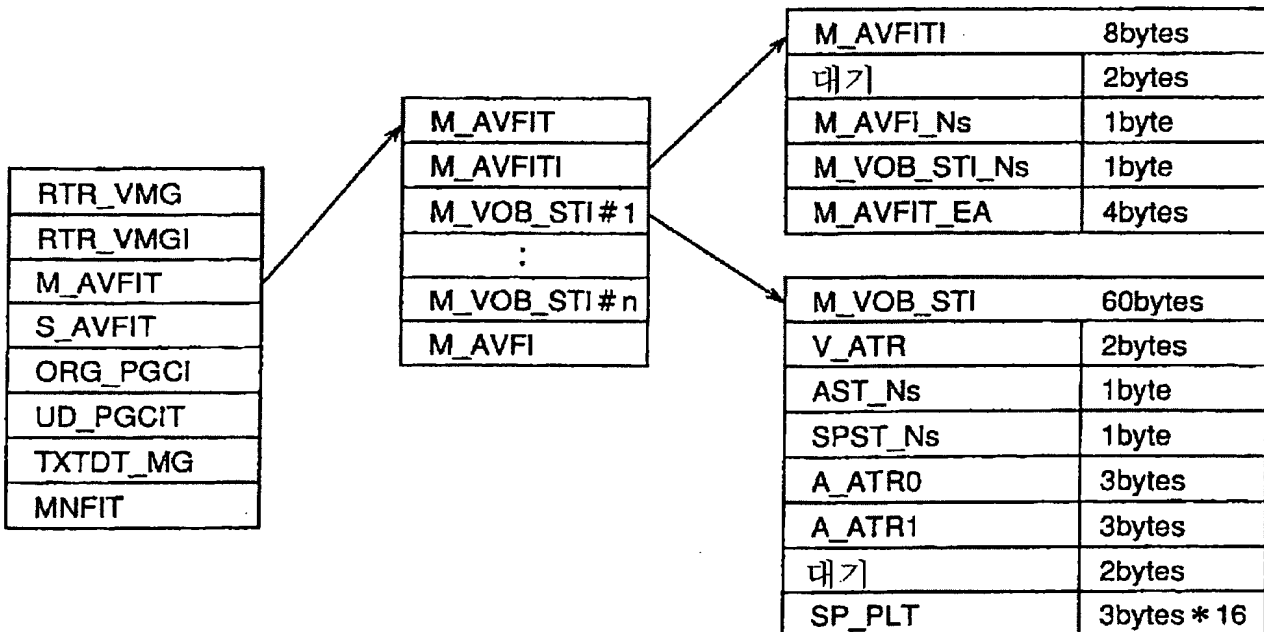 RTR_VMG
RTR_VMGI
M_AVFIT
S_AVFIT
ORG_PGCI
UD_PGCIT
TXTDT_MG
MNFIT
M_AVFIT
M_AVFITI
M_VOB_STI#1
:
M_VOB_STI#n
M_AVFI
M_AVFITI 8bytes
대기 2bytes
M_AVFI_Ns 1byte
M_VOB_STI_Ns 1byte
M_AVFIT_EA 4bytes
M_VOB_STI 60bytes
V_ATR 2bytes
AST_Ns 1byte
SPST_Ns 1byte
A_ATR0 3bytes
A_ATR1 3bytes
대기 2bytes
SP_PLT 3bytes*16